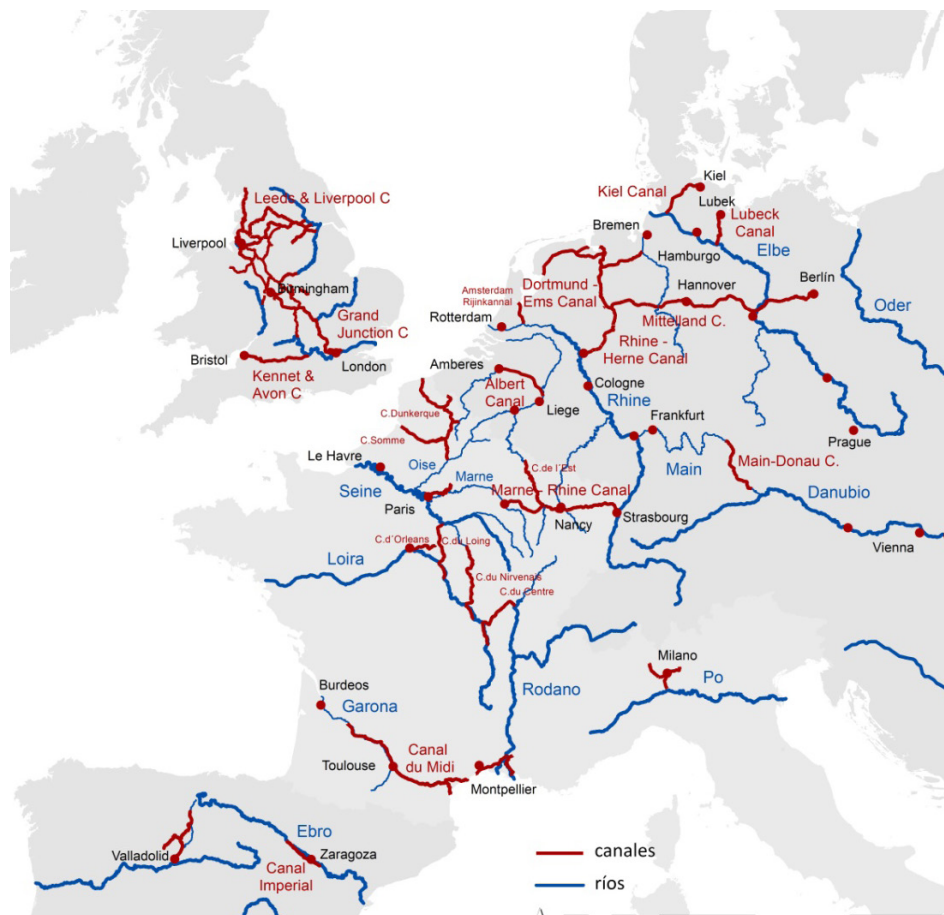 Kiel
Kiel Canal
Lubek
Leeds & Liverpool C
Lubeck
Canal
Bremen
Liverpool
Hamburgo
Elbe
Berlín
Birmingham
Dortmund -
Ems Canal
Hannover
Amsterdam
Rijinkannal
Oder
Grand
Junction C
Rotterdam
Mittelland C.
Rhine -
Herne Canal
Bristol
London
Kennet &
Avon C
Amberes
Albert
Canal
Cologne
Rhine
Liege
C.Dunkerque
Frankfurt
C.Somme
Prague
Le Havre
Oise
Main
Main-Donau C.
C.de l´Est
Marne
Seine
Marne - Rhine Canal
Danubio
Paris
Nancy
Strasbourg
Vienna
C.d´Orleans
C.du Loing
Loira
C.du Nirvenais
C.du Centre
Milano
Po
Burdeos
Rodano
Garona
Canal
du Midi
Toulouse
Montpellier
Ebro
Valladolid
Zaragoza
Canal
Imperial
canales
ríos